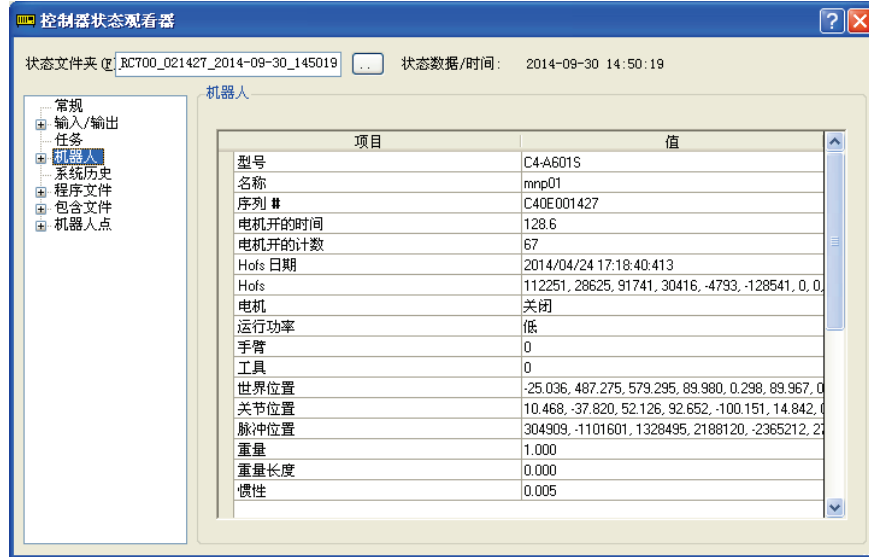 控制器状态观看器
状态文件夹(F) RC700_021427_2014-09-30_145019 .. 状态数据/时间: 2014-09-30 14:50:19
常规
输入/输出
任务
机器人
系统历史
程序文件
包含文件
机器人点
机器人
项目 值
型号 C4-A601S
名称 mnp01
序列 # C40E001427
电机开的时间 128.6
电机开的计数 67
Hofs 日期 2014/04/24 17:18:40:413
Hofs 112251, 28625, 91741, 30416, -4793, -128541, 0, 0,
电机 关闭
运行功率 低
手臂 0
工具 0
世界位置 -25.036, 487.275, 579.295, 89.980, 0.298, 89.967,
关节位置 10.468, -37.820, 52.126, 92.652, -100.151, 14.842,
脉冲位置 304909, -1101601, 1328495, 2188120, -2365212,
重量 1.000
重量长度 0.000
惯性 0.005